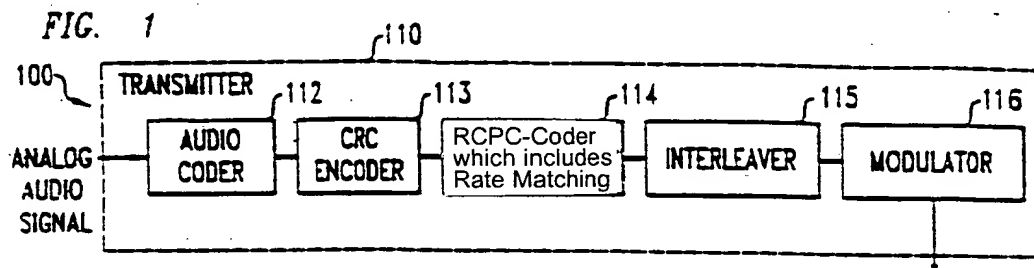 FIG. 1
110
100
TRANSMITTER
112
113
114
115
116
ANALOG
AUDIO
SIGNAL
AUDIO
CODER
CRC
ENCODER
RCPC-Coder
which includes
Rate Matching
INTERLEAVER
MODULATOR